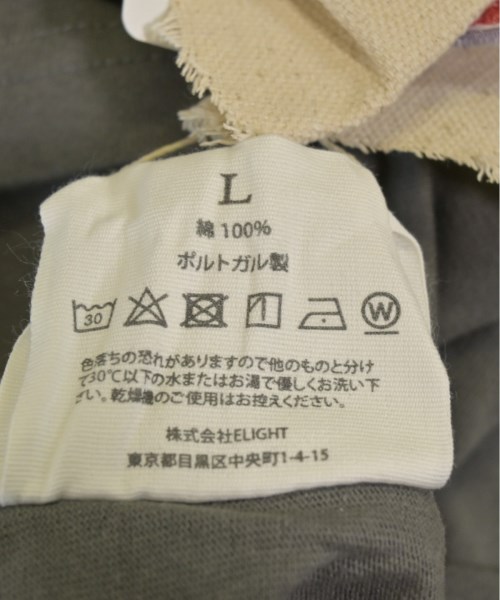 L
綿 100%
ポルトガル製
30 W
色落ちの恐れがありますので他のものと分け
て30℃以下の水またはお湯で優しくお洗い下
さい。乾燥機のご使用はお控えください。
株式会社ELIGHT
東京都目黒区中央町1-4-15